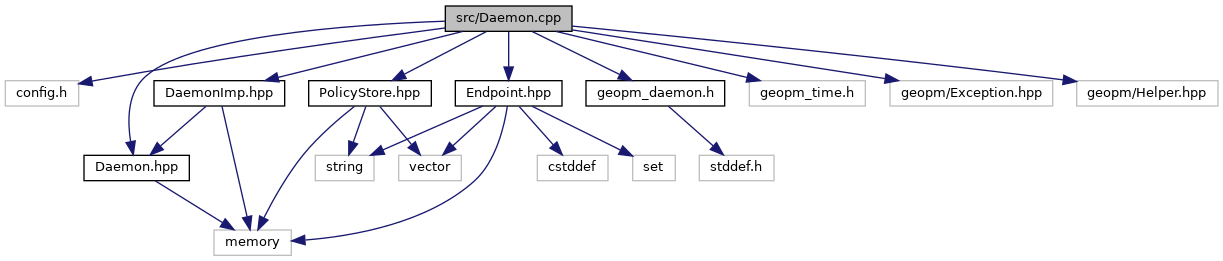 src/Daemon.cpp
config.h
DaemonImp.hpp
PolicyStore.hpp
Endpoint.hpp
geopm_daemon.h
geopm_time.h
geopm/Exception.hpp
geopm/Helper.hpp
Daemon.hpp
string
vector
cstddef
set
stddef.h
memory